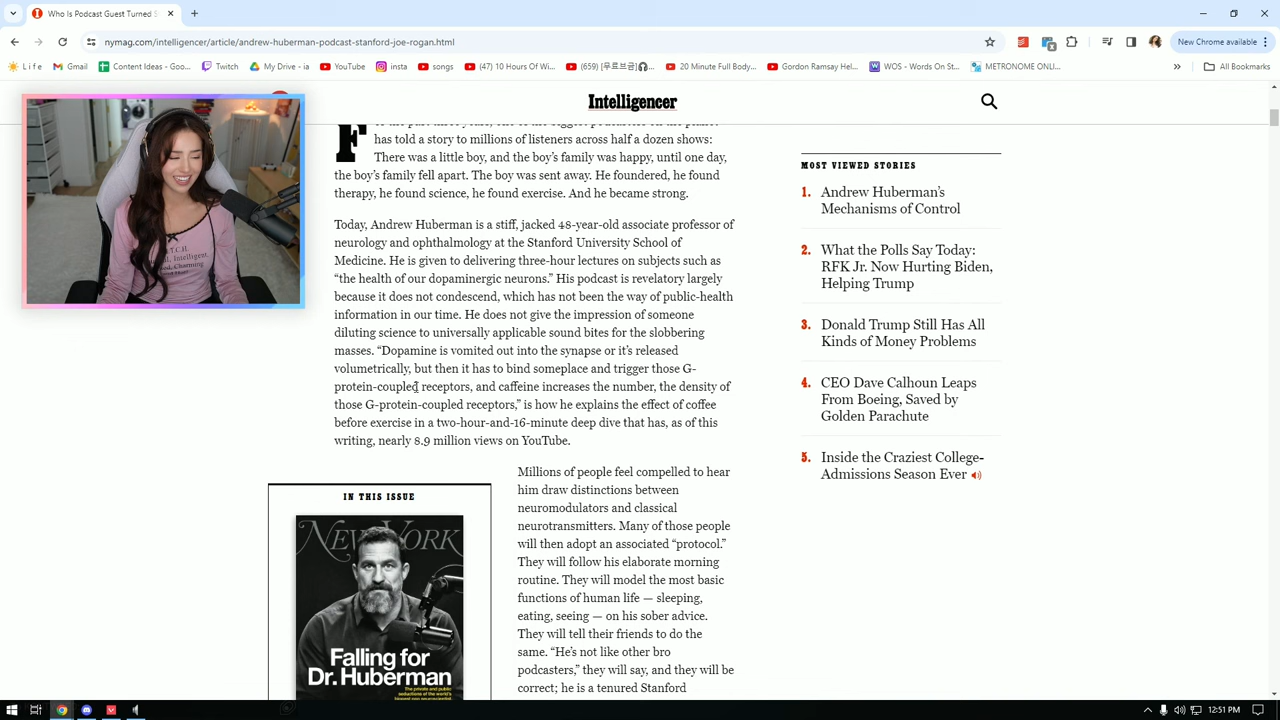 Who Is Podcast Guest Turned
nymag.com/intelligencer/article/andrew-huberman-podcast-stanford-joe-rogan.html
New Chrome available
L i f e
Gmail
Content Ideas - Goo...
Twitch
My Drive - ia
YouTube
insta
songs
(47) 10 Hours Of Wi...
(659) [무료브금]🎧...
20 Minute Full Body...
Gordon Ramsay Hel...
WOS - Words On St...
METRONOME ONLI...
»
All Bookmarks
Intelligencer
F
has told a story to millions of listeners across half a dozen shows:
There was a little boy, and the boy's family was happy, until one day,
the boy's family fell apart. The boy was sent away. He foundered, he found
therapy, he found science, he found exercise. And he became strong.
Today, Andrew Huberman is a stiff, jacked 48-year-old associate professor of
neurology and ophthalmology at the Stanford University School of
Medicine. He is given to delivering three-hour lectures on subjects such as
“the health of our dopaminergic neurons.” His podcast is revelatory largely
because it does not condescend, which has not been the way of public-health
information in our time. He does not give the impression of someone
diluting science to universally applicable sound bites for the slobbering
masses. “Dopamine is vomited out into the synapse or it's released
volumetrically, but then it has to bind someplace and trigger those G-
protein-coupled receptors, and caffeine increases the number, the density of
those G-protein-coupled receptors,” is how he explains the effect of coffee
before exercise in a two-hour-and-16-minute deep dive that has, as of this
writing, nearly 8.9 million views on YouTube.
Millions of people feel compelled to hear
him draw distinctions between
neuromodulators and classical
neurotransmitters. Many of those people
will then adopt an associated “protocol.”
They will follow his elaborate morning
routine. They will model the most basic
functions of human life — sleeping,
eating, seeing — on his sober advice.
They will tell their friends to do the
same. “He's not like other bro
podcasters,” they will say, and they will be
correct; he is a tenured Stanford
IN THIS ISSUE
NEW YORK
Falling for
Dr. Huberman
The private and public
seductions of the world's
MOST VIEWED STORIES
1. Andrew Huberman's
Mechanisms of Control
2. What the Polls Say Today:
RFK Jr. Now Hurting Biden,
Helping Trump
3. Donald Trump Still Has All
Kinds of Money Problems
4. CEO Dave Calhoun Leaps
From Boeing, Saved by
Golden Parachute
5. Inside the Craziest College-
Admissions Season Ever
12:51 PM